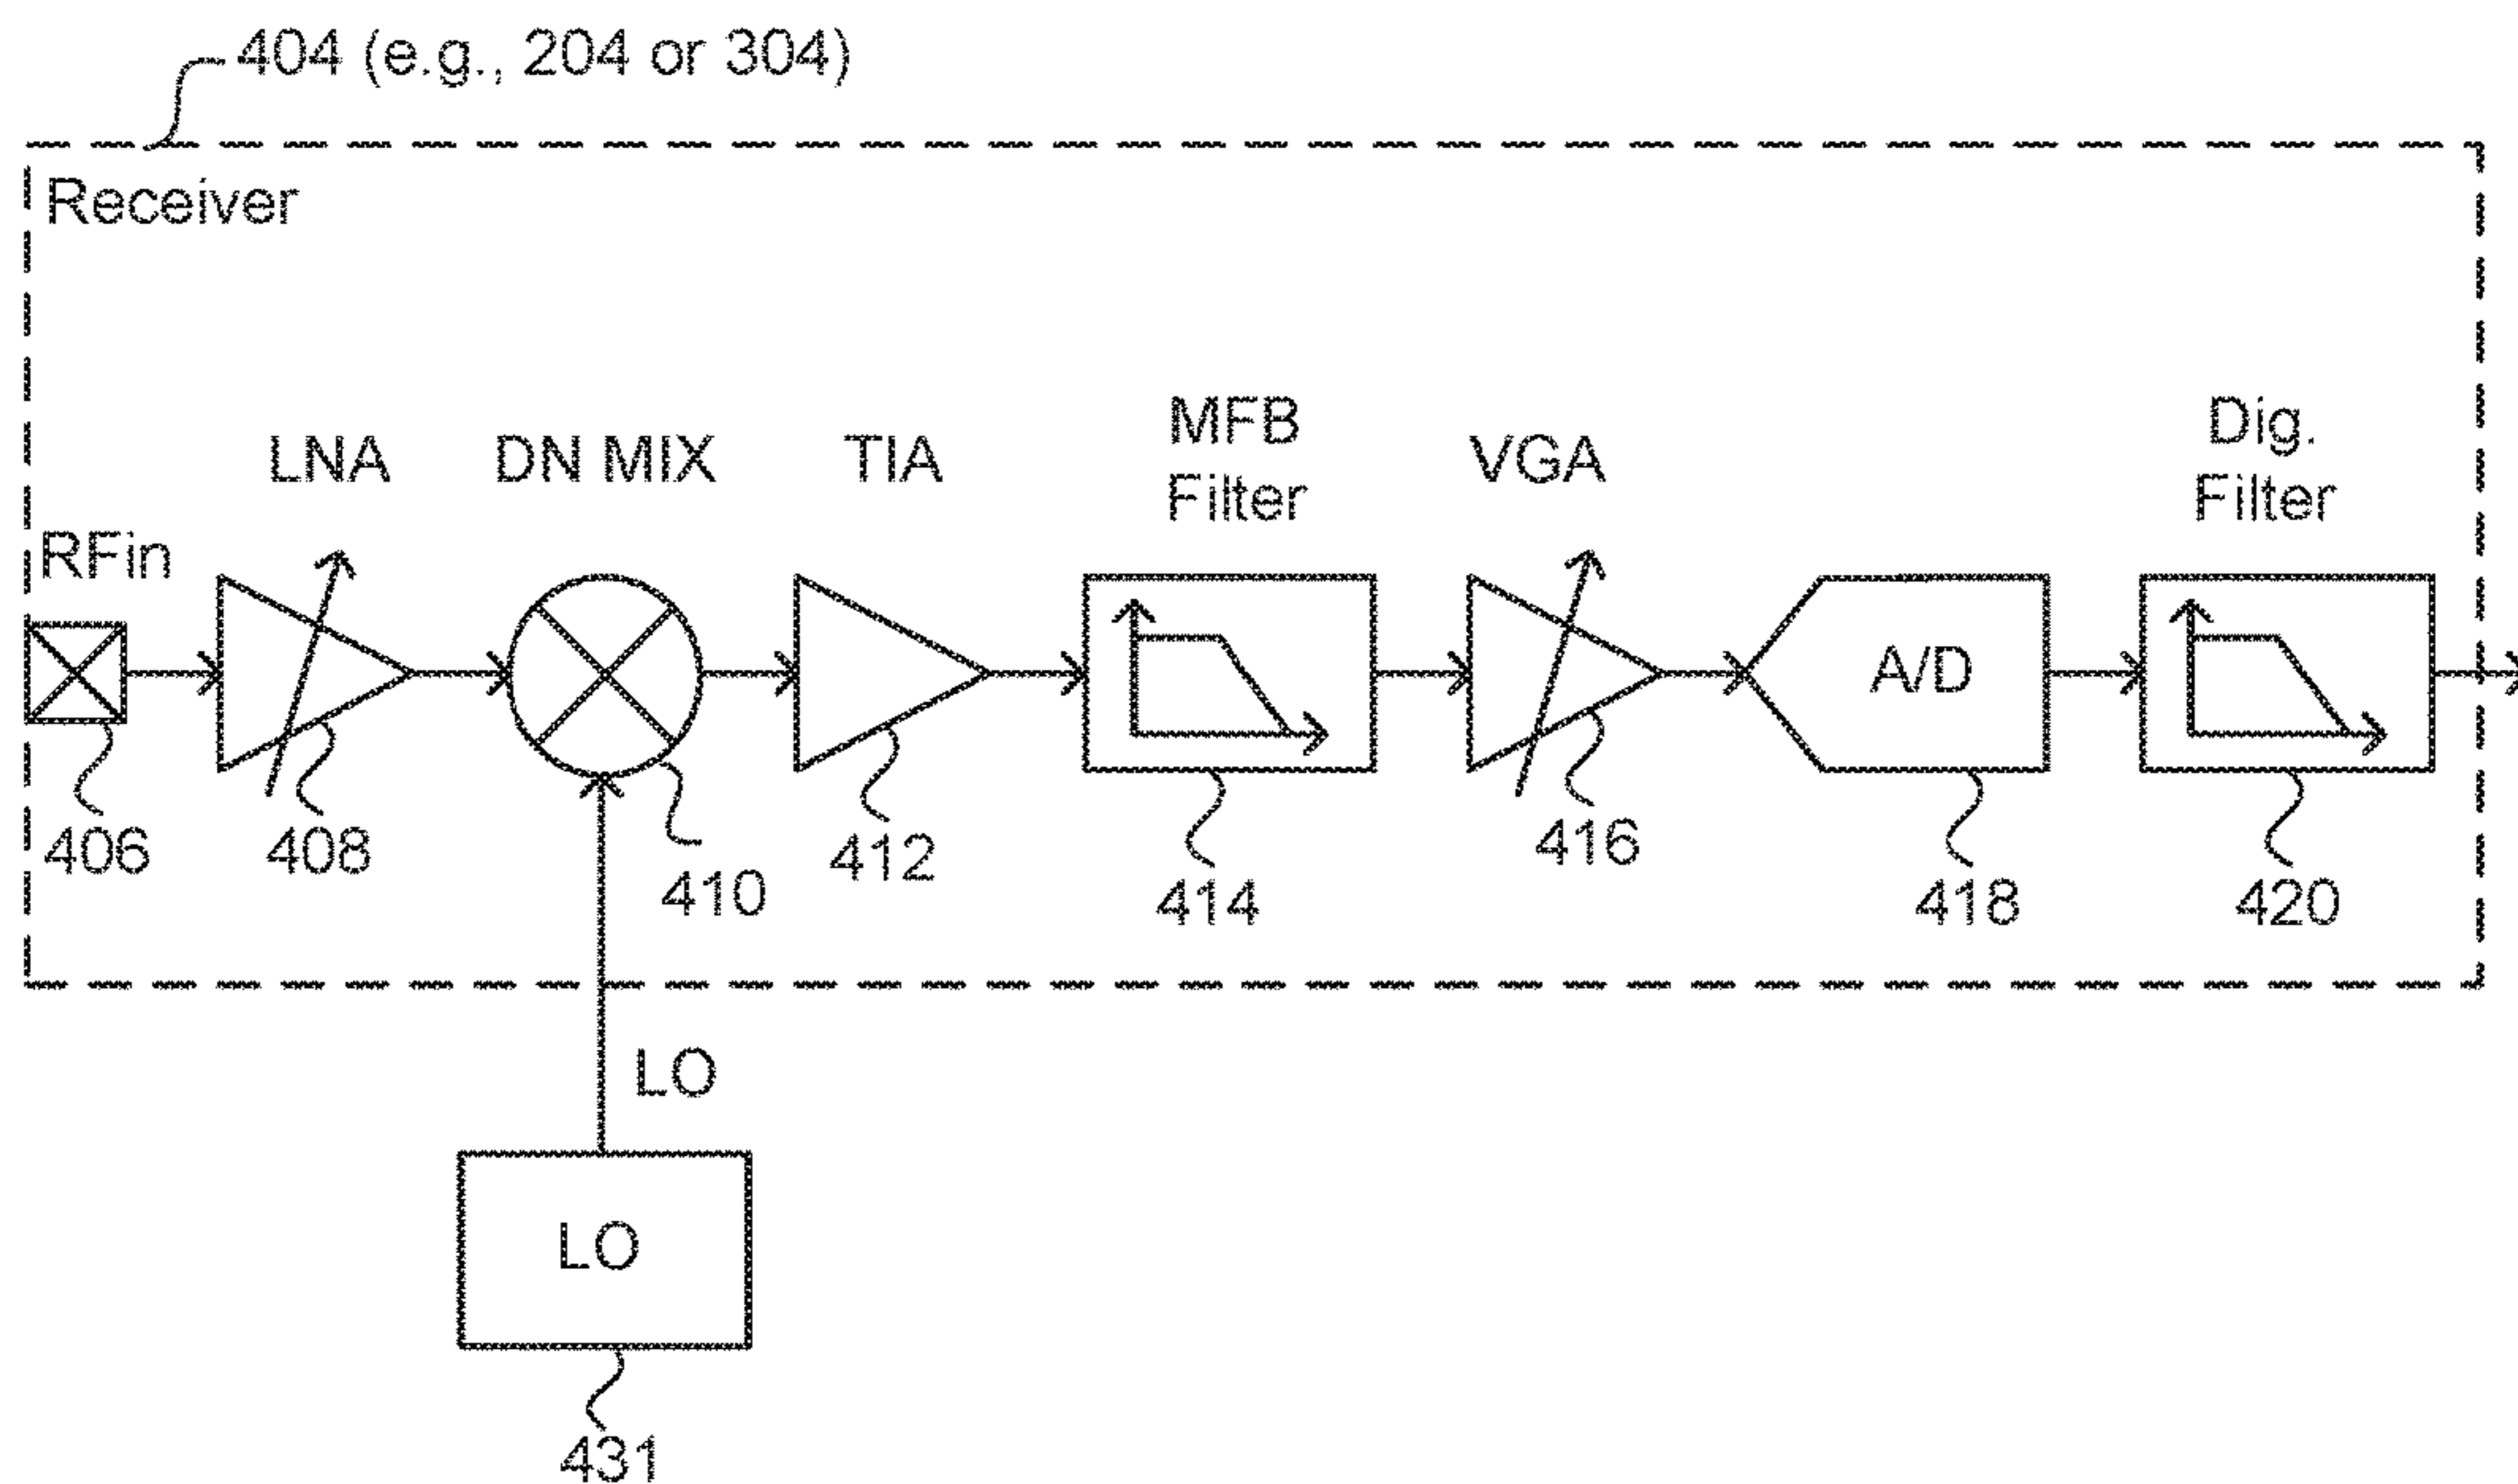 404 (e.g., 204 or 304)
Receiver
MFB
Dig.
LNA
DN MIX
TIA
Filter
VGA
Filter
RFin
A/D
406
408
410
412
414
416
418
420
LO
LO
431